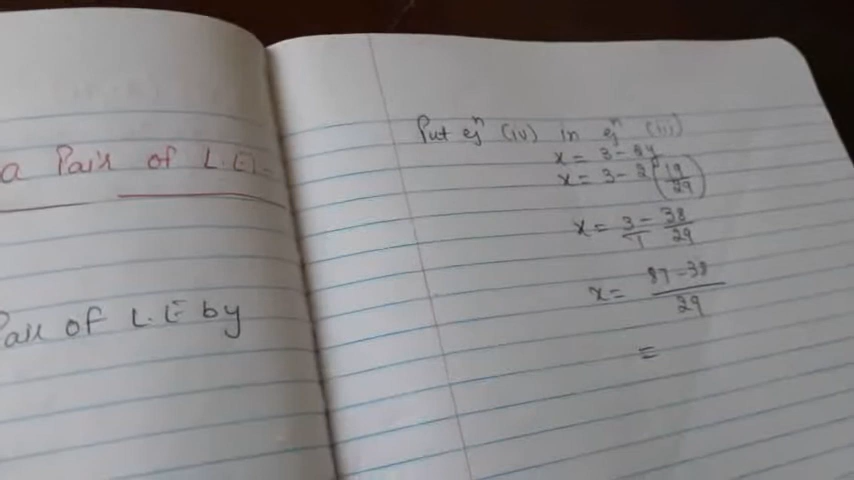 a Pair of L.E-
Pair of L.E by
Put eqⁿ (iv) in eqⁿ (iii)
x = 3 - 2y
x = 3 - 2(19/29)
x = 3/1 - 38/29
x = 87-38/29
=